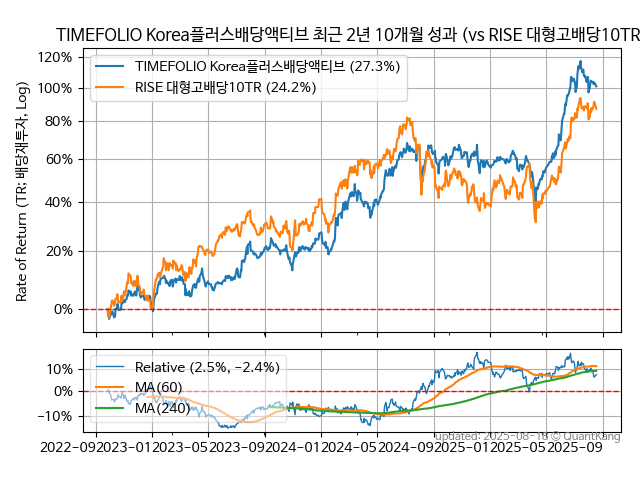 TIMEFOLIO Korea플러스배당액티브 최근 2년 10개월 성과 (vs RISE 대형고배당10TR
Rate of Return (TR: 배당재투자, Log)
120%
100%
80%
60%
40%
20%
0%
TIMEFOLIO Korea플러스배당액티브 (27.3%)
RISE 대형고배당10TR (24.2%)
10%
0%
−10%
Relative (2.5%, −2.4%)
MA(60)
MA(240)
updated: 2025-08-18 © QuantKang
2022-09 2023-01 2023-05 2023-09 2024-01 2024-05 2024-09 2025-01 2025-05 2025-09